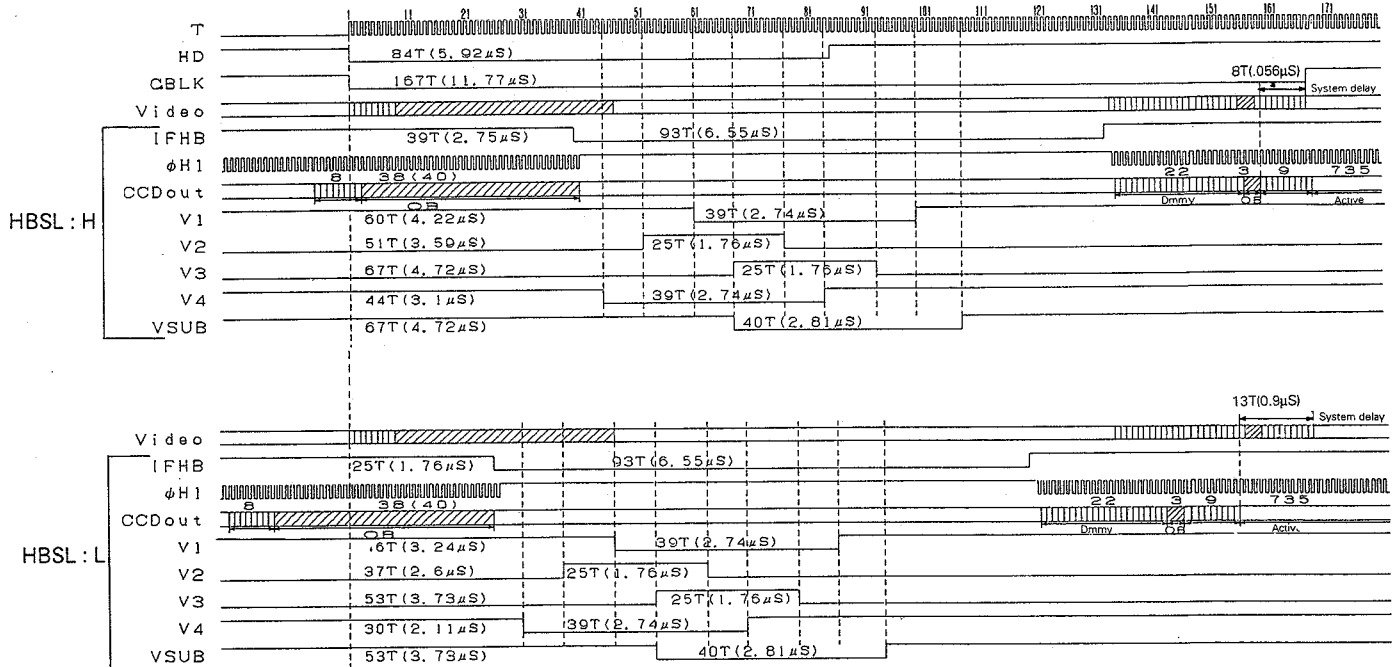 1 11 21 31 41 51 61 71 81 91 101 111 121 131 141 151 161 171
T
HD 84T(5.92μS)
CBLK 167T(11.77μS) 8T(.056μS) System delay
Video
HBSL:H
IFHB 39T(2.75μS) 93T(6.55μS)
φH1
8 38(40) 22 3 9 735
CCDout OB Dmmy OB Active
V1 60T(4.22μS) 39T(2.74μS)
V2 51T(3.59μS) 25T(1.76μS)
V3 67T(4.72μS) 25T(1.76μS)
V4 44T(3.1μS) 39T(2.74μS)
VSUB 67T(4.72μS) 40T(2.81μS)
13T(0.9μS) System delay
Video
HBSL:L
IFHB 25T(1.76μS) 93T(6.55μS)
φH1
8 38(40) 22 3 9 735
CCDout OB Dmmy OB Activ
V1 6T(3.24μS) 39T(2.74μS)
V2 37T(2.6μS) 25T(1.76μS)
V3 53T(3.73μS) 25T(1.76μS)
V4 30T(2.11μS) 39T(2.74μS)
VSUB 53T(3.73μS) 40T(2.81μS)